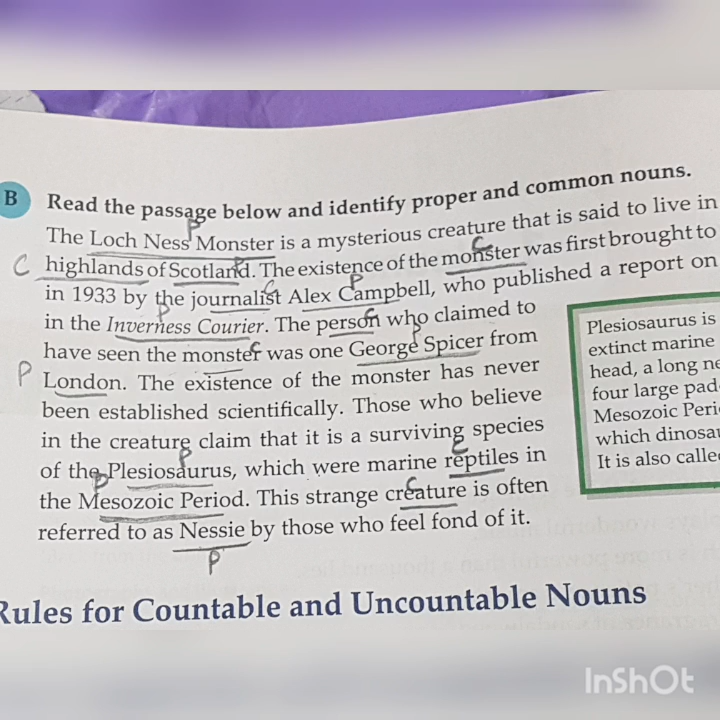 B Read the passage below and identify proper and common nouns.
P
The Loch Ness Monster is a mysterious creature that is said to live in
C highlands of Scotland. The existence of the monster was first brought to
in 1933 by the journalist Alex Campbell, who published a report on
in the Inverness Courier. The person who claimed to
have seen the monster was one George Spicer from
P London. The existence of the monster has never
been established scientifically. Those who believe
in the creature claim that it is a surviving species
of the Plesiosaurus, which were marine reptiles in
the Mesozoic Period. This strange creature is often
referred to as Nessie by those who feel fond of it.
P
Plesiosaurus is
extinct marine
head, a long
four large
Mesozoic
which
It is also
Rules for Countable and Uncountable Nouns
InShOt